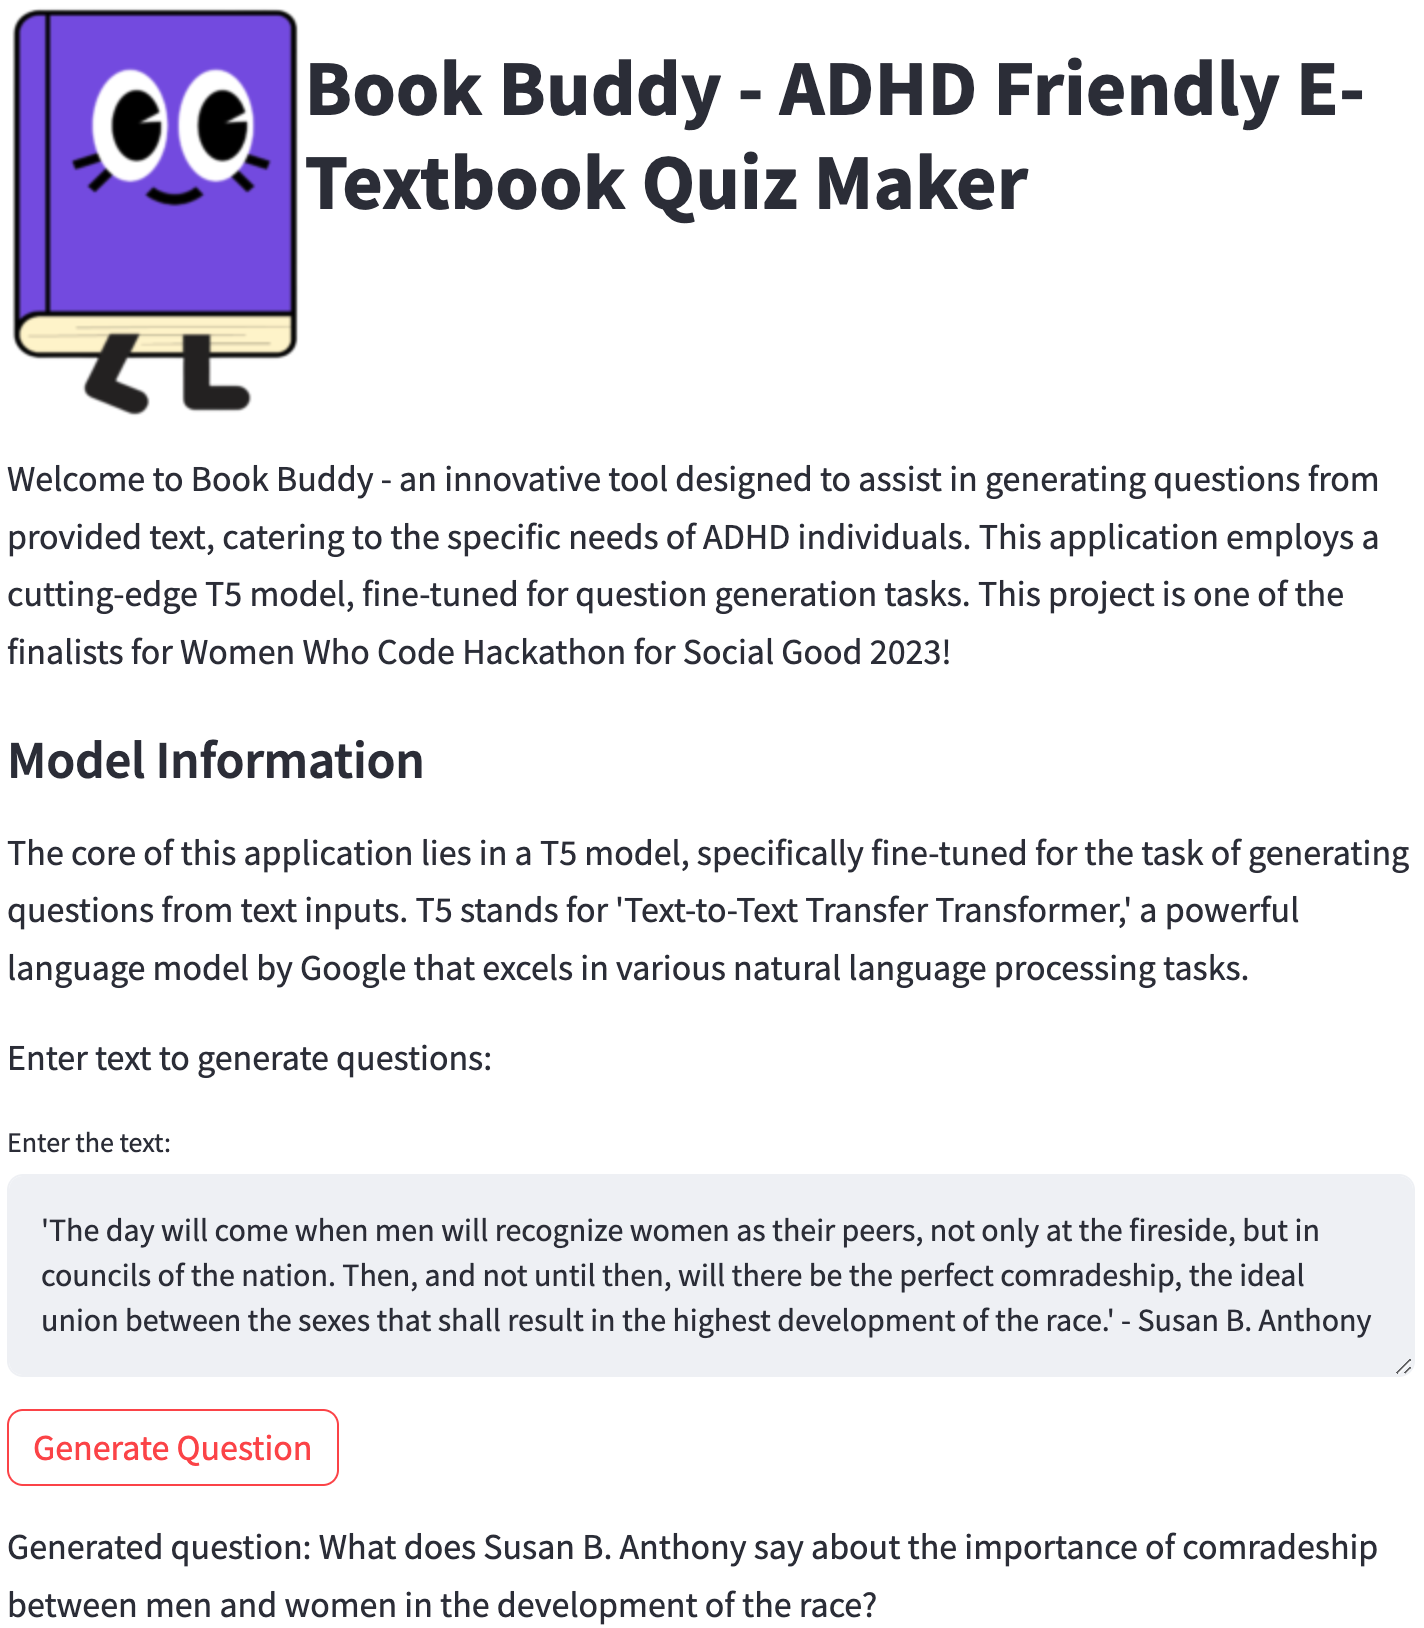 Book Buddy - ADHD Friendly E-
Textbook Quiz Maker
Welcome to Book Buddy - an innovative tool designed to assist in generating questions from
provided text, catering to the specific needs of ADHD individuals. This application employs a
cutting-edge T5 model, fine-tuned for question generation tasks. This project is one of the
finalists for Women Who Code Hackathon for Social Good 2023!
Model Information
The core of this application lies in a T5 model, specifically fine-tuned for the task of generating
questions from text inputs. T5 stands for 'Text-to-Text Transfer Transformer,' a powerful
language model by Google that excels in various natural language processing tasks.
Enter text to generate questions:
Enter the text:
'The day will come when men will recognize women as their peers, not only at the fireside, but in
councils of the nation. Then, and not until then, will there be the perfect comradeship, the ideal
union between the sexes that shall result in the highest development of the race.' - Susan B. Anthony
Generate Question
Generated question: What does Susan B. Anthony say about the importance of comradeship
between men and women in the development of the race?